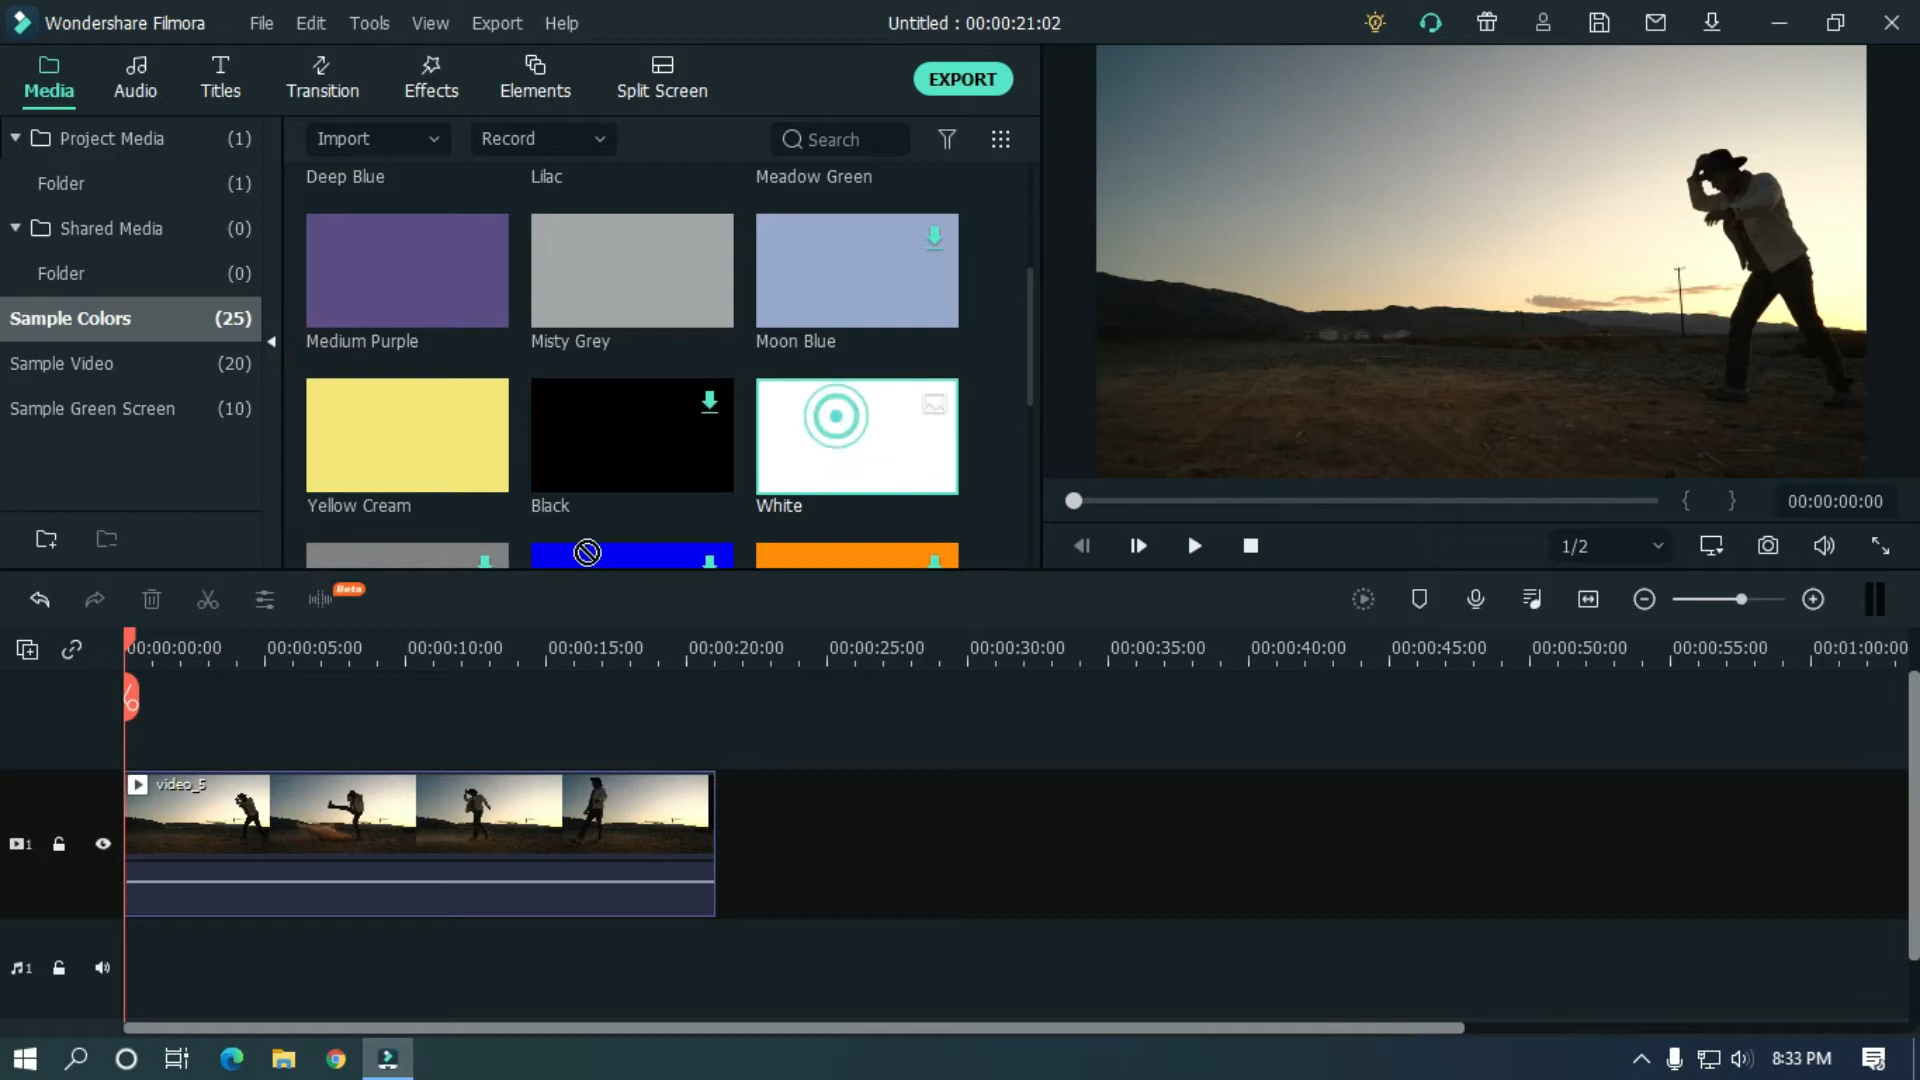 Wondershare Filmora
File
Edit
Tools
View
Export
Help
Untitled : 00:00:21:02
Media
Audio
Titles
Transition
Effects
Elements
Split Screen
EXPORT
Project Media (1)
Folder (1)
Shared Media (0)
Folder (0)
Sample Colors (25)
Sample Video (20)
Sample Green Screen (10)
Import
Record
Search
Deep Blue
Lilac
Meadow Green
Medium Purple
Misty Grey
Moon Blue
Yellow Cream
Black
White
{ }
00:00:00:00
1/2
Beta
00:00:00:00
00:00:05:00
00:00:10:00
00:00:15:00
00:00:20:00
00:00:25:00
00:00:30:00
00:00:35:00
00:00:40:00
00:00:45:00
00:00:50:00
00:00:55:00
00:01:00:00
video_5
1
1
8:33 PM